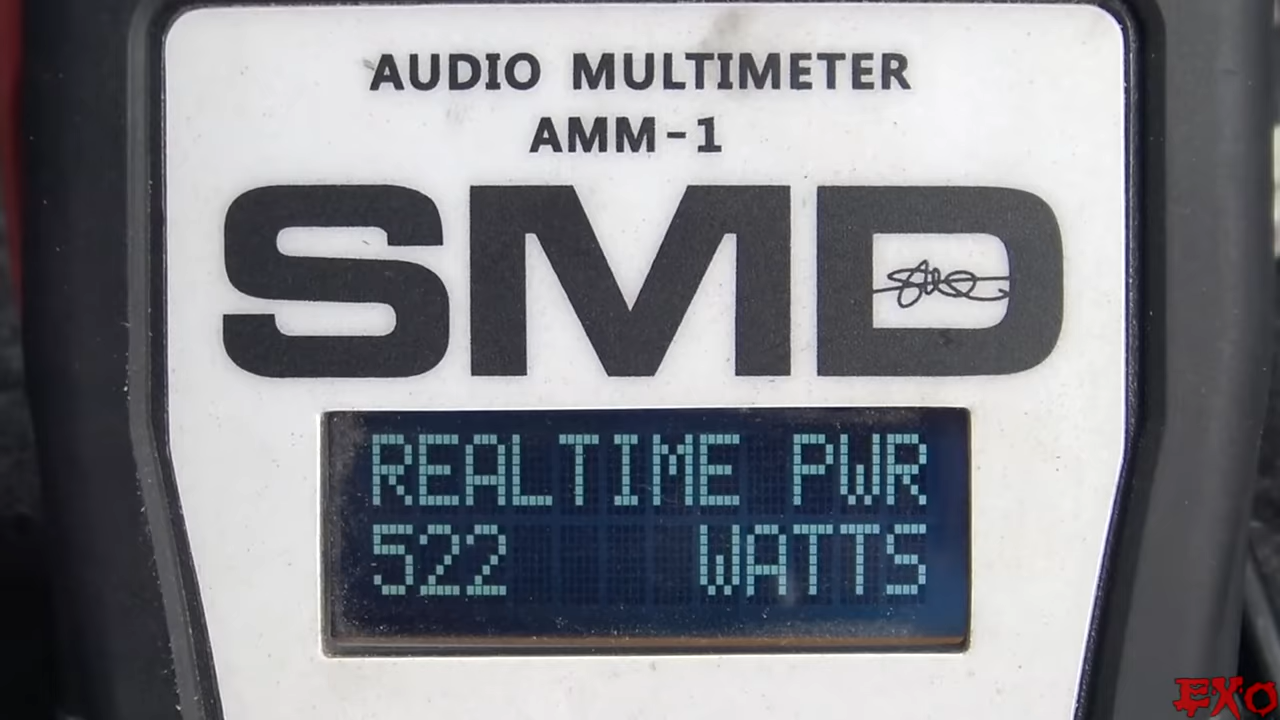 AUDIO MULTIMETER
AMM-1
SMD
REALTIME PWR
522 WATTS
EXO